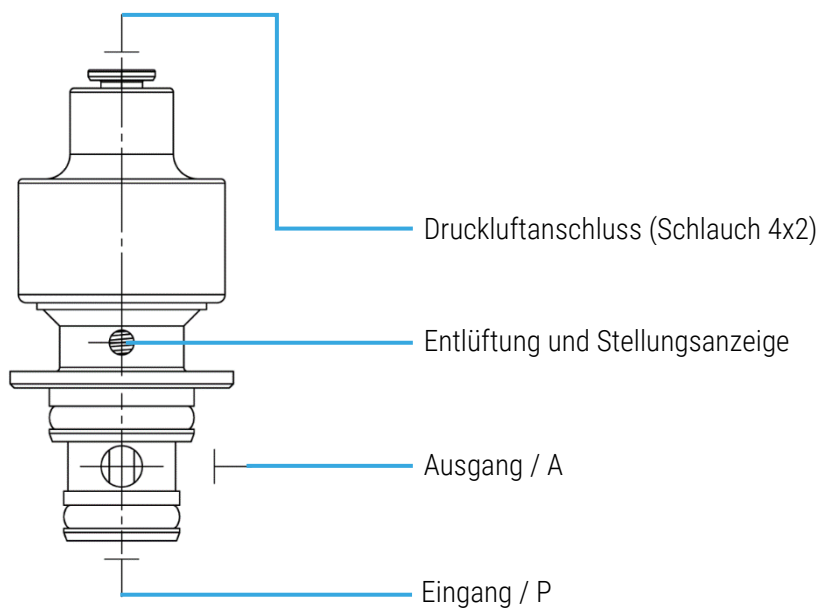 Druckluftanschluss (Schlauch 4x2)
Entlüftung und Stellungsanzeige
Ausgang / A
Eingang / P